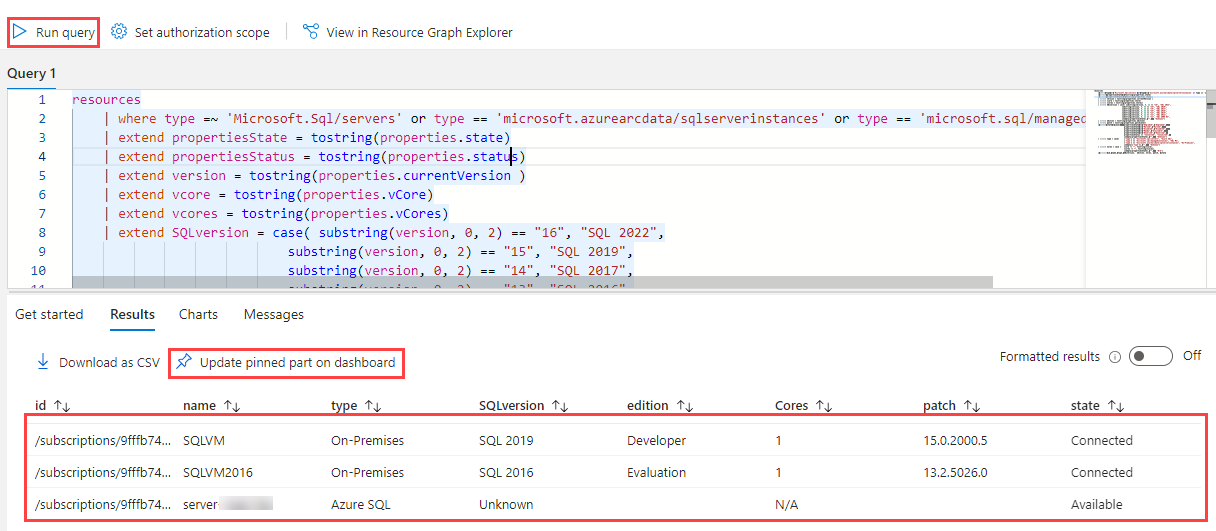 Run query Set authorization scope View in Resource Graph Explorer
Query 1
1 resources
2 | where type =~ 'Microsoft.Sql/servers' or type == 'microsoft.azurearcdata/sqlserverinstances' or type == 'microsoft.sql/managed
3 | extend propertiesState = tostring(properties.state)
4 | extend propertiesStatus = tostring(properties.status)
5 | extend version = tostring(properties.currentVersion )
6 | extend vcore = tostring(properties.vCore)
7 | extend vcores = tostring(properties.vCores)
8 | extend SQLversion = case( substring(version, 0, 2) == "16", "SQL 2022",
9 substring(version, 0, 2) == "15", "SQL 2019",
10 substring(version, 0, 2) == "14", "SQL 2017",
11 substring(version, 0, 2) == "13", "SQL 2016",
Get started Results Charts Messages
Download as CSV Update pinned part on dashboard Formatted results Off
id name type SQLversion edition Cores patch state
/subscriptions/9fffb74... SQLVM On-Premises SQL 2019 Developer 1 15.0.2000.5 Connected
/subscriptions/9fffb74... SQLVM2016 On-Premises SQL 2016 Evaluation 1 13.2.5026.0 Connected
/subscriptions/9fffb74... server Azure SQL Unknown N/A Available